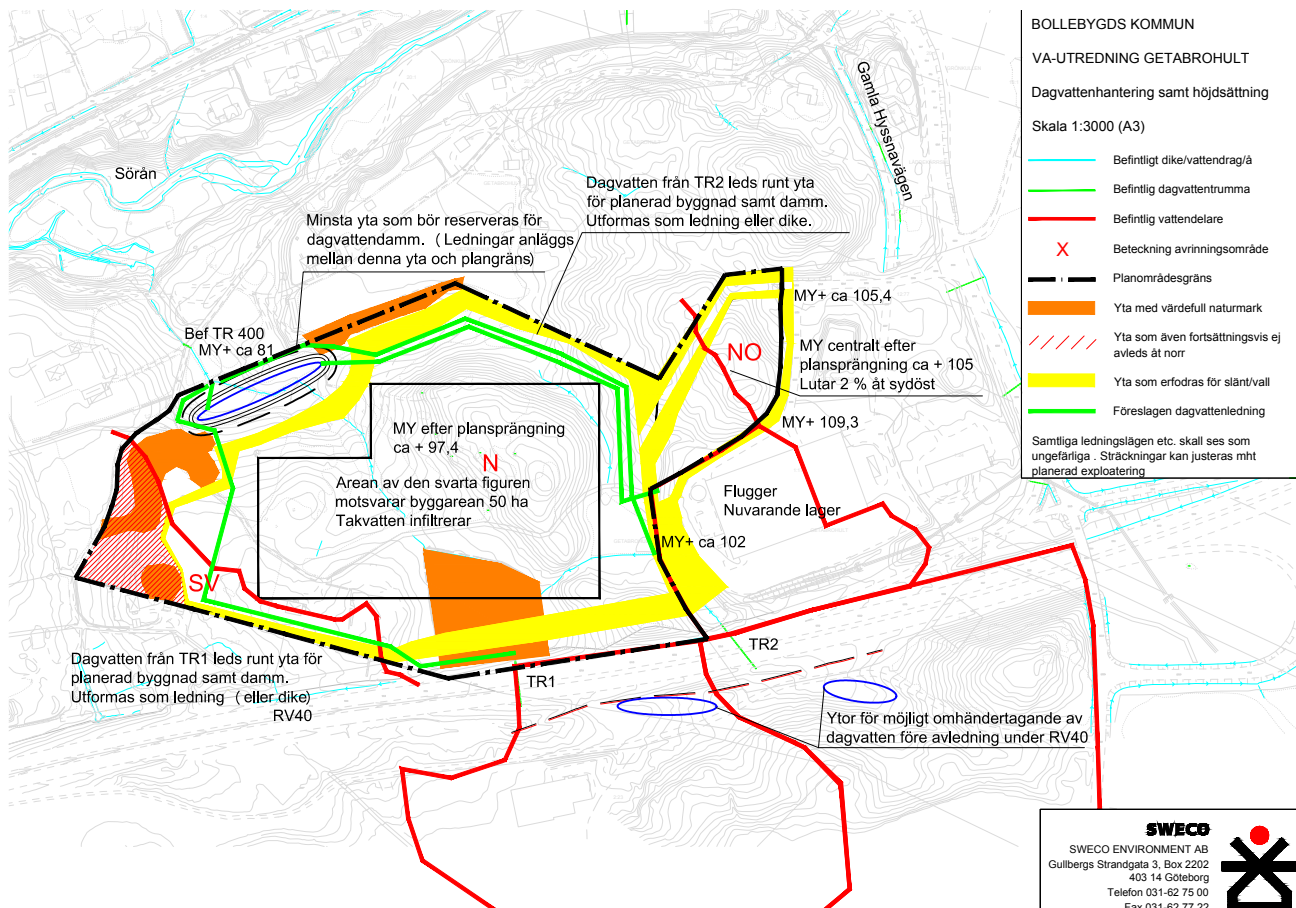 BOLLEBYGDS KOMMUN
VA-UTREDNING GETABROHULT
Dagvattenhantering samt höjdsättning
Skala 1:3000 (A3)
Befintligt dike/vattendrag/å
Befintlig dagvattentrumma
Befintlig vattendelare
X
Beteckning avrinningsområde
Planområdesgräns
Yta med värdefull naturmark
Yta som även fortsättningsvis ej
avleds åt norr
Yta som erfodras för slänt/vall
Föreslagen dagvattenledning
Samtliga ledningslägen etc. skall ses som
ungefärliga . Sträckningar kan justeras mht
planerad exploatering
Gamla Hyssnavägen
Sörån
Dagvatten från TR2 leds runt yta
för planerad byggnad samt damm.
Utformas som ledning eller dike.
Minsta yta som bör reserveras för
dagvattendamm. ( Ledningar anläggs
mellan denna yta och plangräns)
Bef TR 400
MY+ ca 81
MY+ ca 105,4
NO
MY centralt efter
plansprängning ca + 105
Lutar 2 % åt sydöst
MY+ 109,3
MY efter plansprängning
ca + 97,4
N
Arean av den svarta figuren
motsvarar byggarean 50 ha
Takvatten infiltrerar
Flugger
Nuvarande lager
MY+ ca 102
SV
Dagvatten från TR1 leds runt yta för
planerad byggnad samt damm.
Utformas som ledning ( eller dike)
RV40
TR1
TR2
Ytor för möjligt omhändertagande av
dagvatten före avledning under RV40
SWECO
SWECO ENVIRONMENT AB
Gullbergs Strandgata 3, Box 2202
403 14 Göteborg
Telefon 031-62 75 00
Fax 031-62 77 22